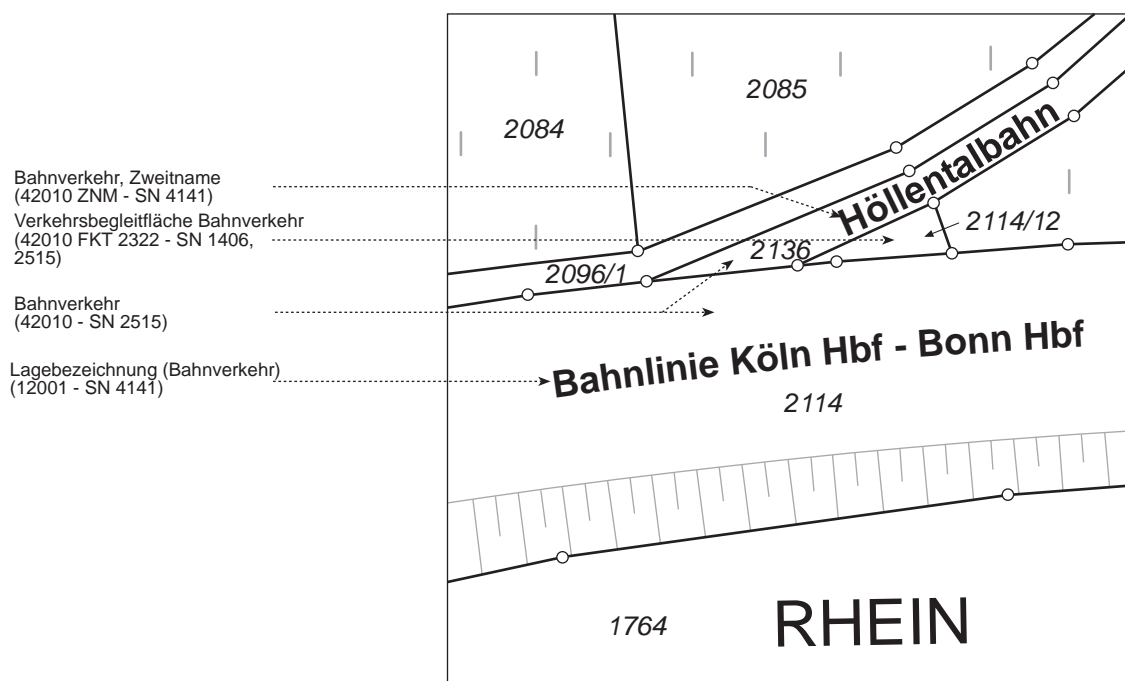 2085
2084
Bahnverkehr, Zweitname
(42010 ZNM - SN 4141)
Höllentalbahn
Verkehrsbegleitfläche Bahnverkehr
(42010 FKT 2322 - SN 1406,
2515)
2114/12
2136
2096/1
Bahnverkehr
(42010 - SN 2515)
Bahnlinie Köln Hbf - Bonn Hbf
Lagebezeichnung (Bahnverkehr)
(12001 - SN 4141)
2114
1764
RHEIN